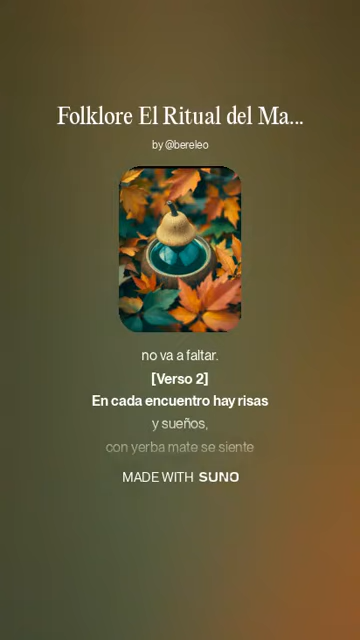 Folklore El Ritual del Ma...
by @bereleo
no va a faltar.
[Verso 2]
En cada encuentro hay risas
y sueños,
con yerba mate se siente
MADE WITH SUNO